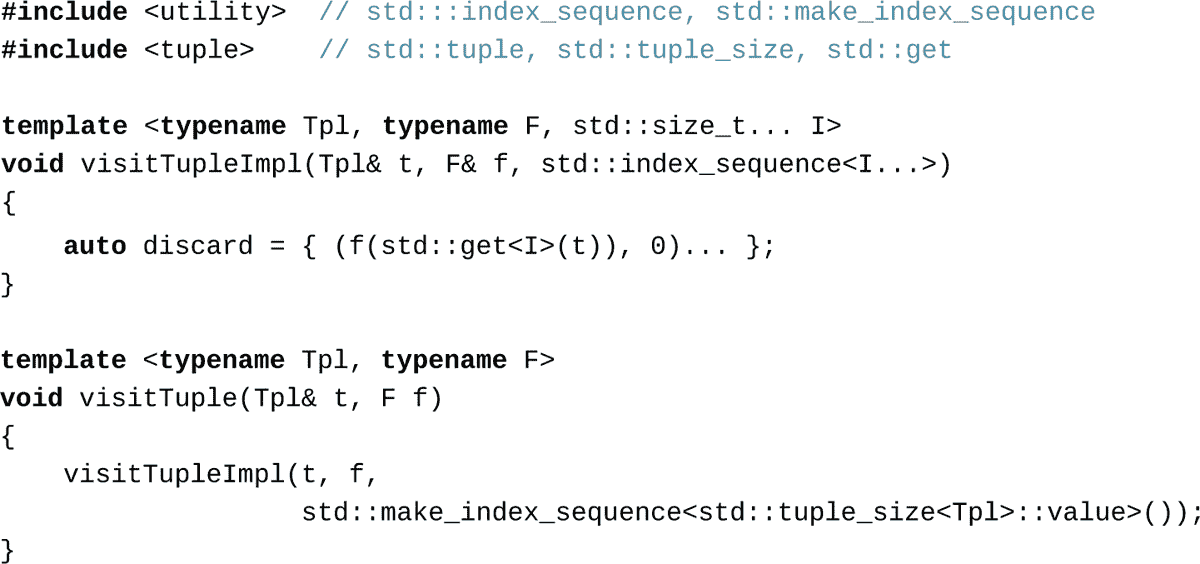 #include <utility>  // std:::index_sequence, std::make_index_sequence
#include <tuple>    // std::tuple, std::tuple_size, std::get
template <typename Tpl, typename F, std::size_t... I>
void visitTupleImpl(Tpl& t, F& f, std::index_sequence<I...>)
{
    auto discard = { (f(std::get<I>(t)), 0)... };
}
template <typename Tpl, typename F>
void visitTuple(Tpl& t, F f)
{
    visitTupleImpl(t, f,
                   std::make_index_sequence<std::tuple_size<Tpl>::value>());
}